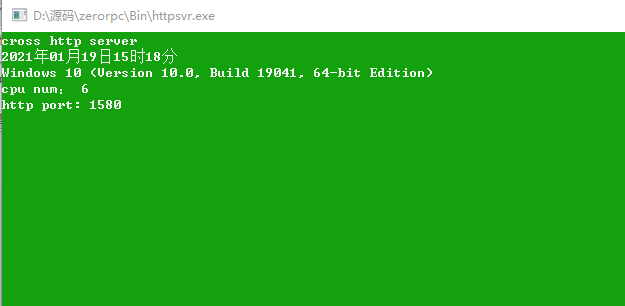 D:\源码\zerorpc\Bin\httpsvr.exe
cross http server
2021年01月19日15时18分
Windows 10 (Version 10.0, Build 19041, 64-bit Edition)
cpu num： 6
http port: 1580